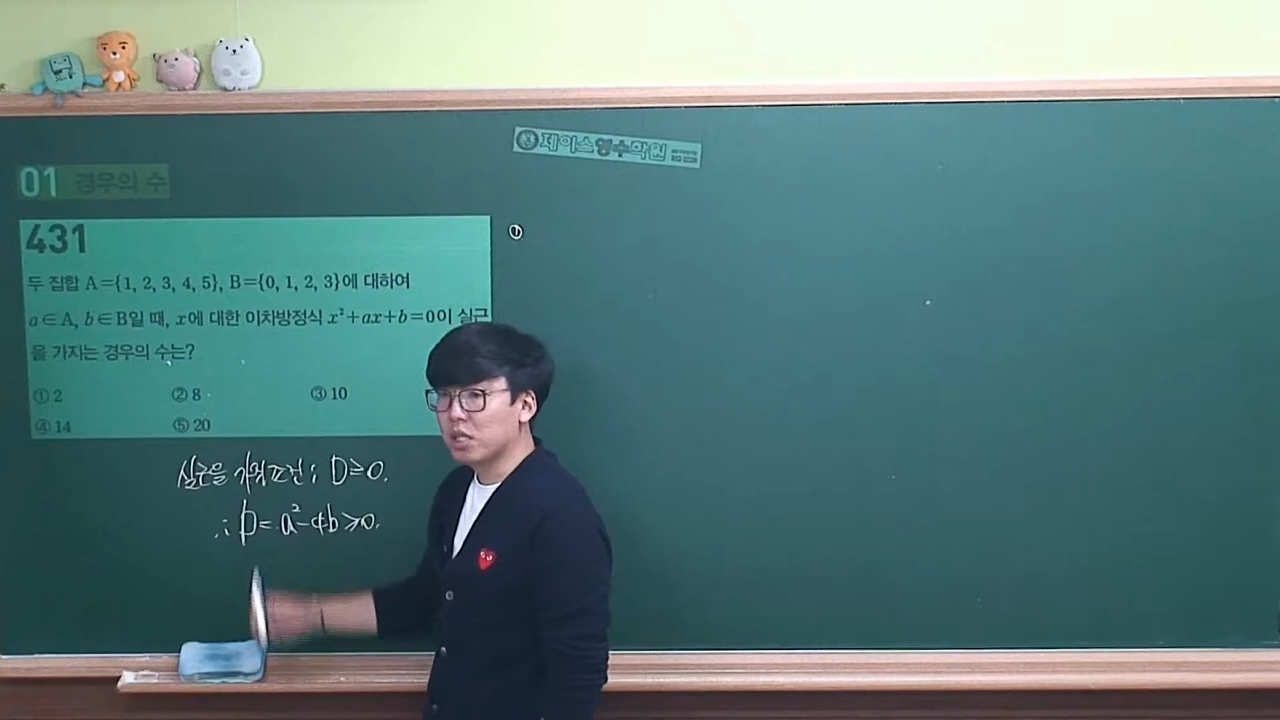 제이스영수학원
01 경우의 수
431
①
두 집합 A={1, 2, 3, 4, 5}, B={0, 1, 2, 3}에 대하여
a∈A, b∈B일 때, x에 대한 이차방정식 x²+ax+b=0이 실근
을 가지는 경우의 수는?
① 2 ② 8 ③ 10
④ 14 ⑤ 20
실근을 가질조건; D≥0.
∴ D=a²-4b≥0.